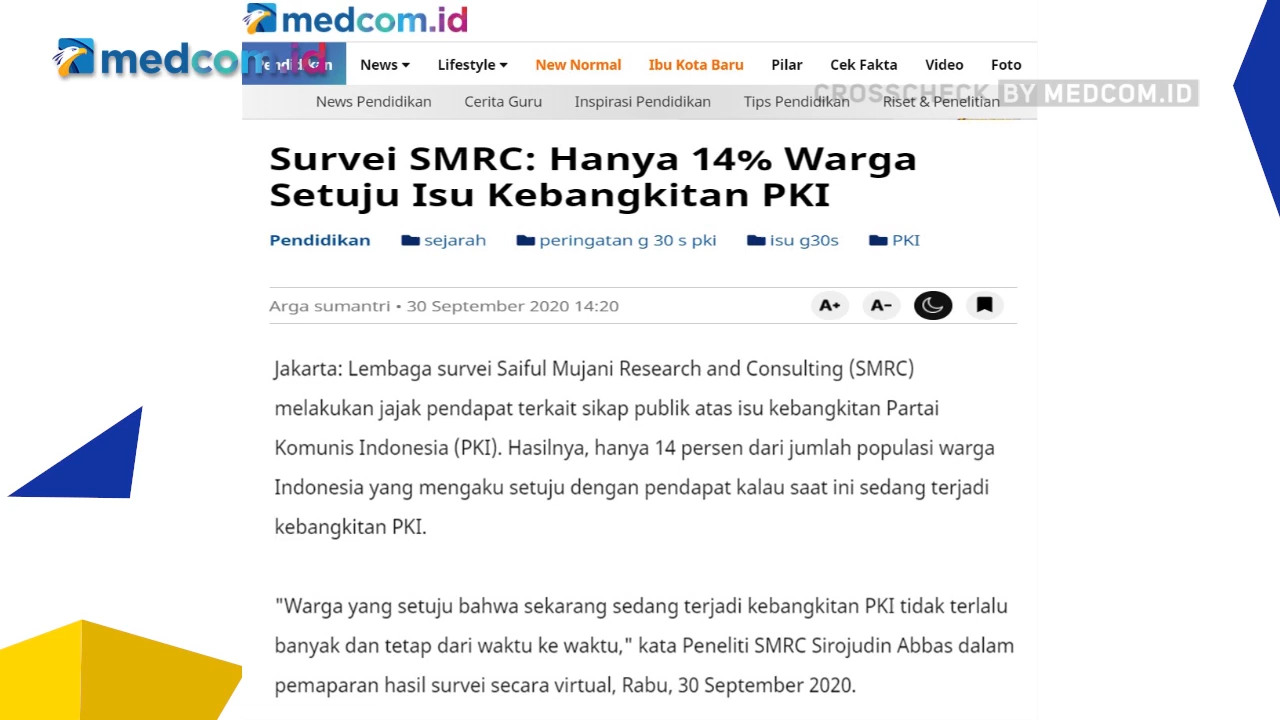 medcom.id
medcom.id
Pendidikan News Lifestyle New Normal Ibu Kota Baru Pilar Cek Fakta Video Foto
CROSSCHECK BY MEDCOM.ID
News Pendidikan Cerita Guru Inspirasi Pendidikan Tips Pendidikan Riset & Penelitian
Survei SMRC: Hanya 14% Warga
Setuju Isu Kebangkitan PKI
Pendidikan sejarah peringatan g 30 s pki isu g30s PKI
Arga sumantri • 30 September 2020 14:20 A+ A-
Jakarta: Lembaga survei Saiful Mujani Research and Consulting (SMRC)
melakukan jajak pendapat terkait sikap publik atas isu kebangkitan Partai
Komunis Indonesia (PKI). Hasilnya, hanya 14 persen dari jumlah populasi warga
Indonesia yang mengaku setuju dengan pendapat kalau saat ini sedang terjadi
kebangkitan PKI.
"Warga yang setuju bahwa sekarang sedang terjadi kebangkitan PKI tidak terlalu
banyak dan tetap dari waktu ke waktu," kata Peneliti SMRC Sirojudin Abbas dalam
pemaparan hasil survei secara virtual, Rabu, 30 September 2020.